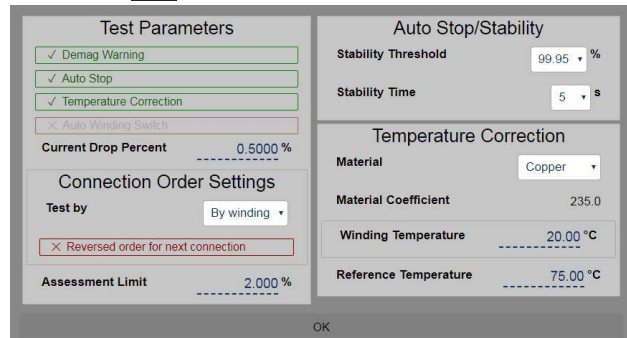 Test Parameters
✓ Demag Warning
✓ Auto Stop
✓ Temperature Correction
✕ Auto Winding Switch
Current Drop Percent 0.5000 %
Connection Order Settings
Test by By winding
✕ Reversed order for next connection
Assessment Limit 2.000 %
Auto Stop/Stability
Stability Threshold 99.95 %
Stability Time 5 s
Temperature Correction
Material Copper
Material Coefficient 235.0
Winding Temperature 20.00 °C
Reference Temperature 75.00 °C
OK